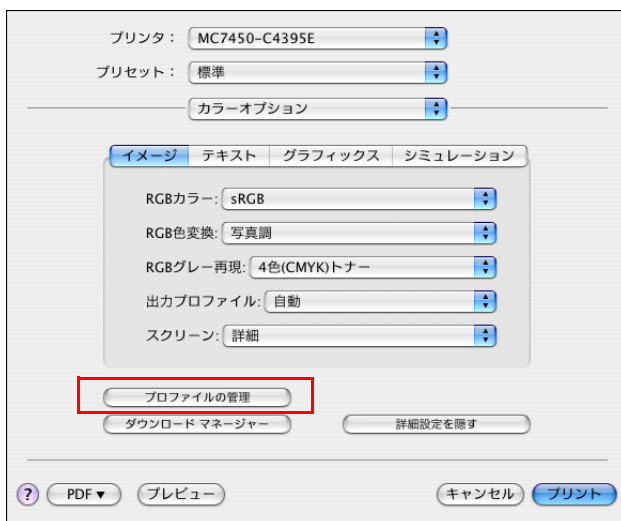 プリンタ： MC7450-C4395E
プリセット： 標準
カラーオプション
イメージ テキスト グラフィックス シミュレーション
RGBカラー: sRGB
RGB色変換: 写真調
RGBグレー再現: 4色(CMYK)トナー
出力プロファイル: 自動
スクリーン: 詳細
プロファイルの管理
ダウンロード マネージャー 詳細設定を隠す
? PDF▼ プレビュー キャンセル プリント